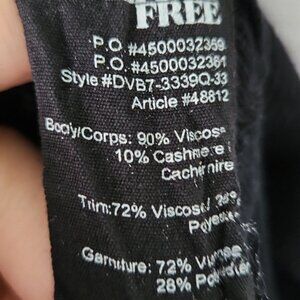 FREE
P.O. #4500032359
P.O. #4500032361
Style #DVB7-3339Q-33
Article #48812
Body/Corps: 90% Viscose
10% Cashmere
Cachemire
Trim: 72% Viscose/
Polyester
Garniture: 72% Viscose
28% Polyester